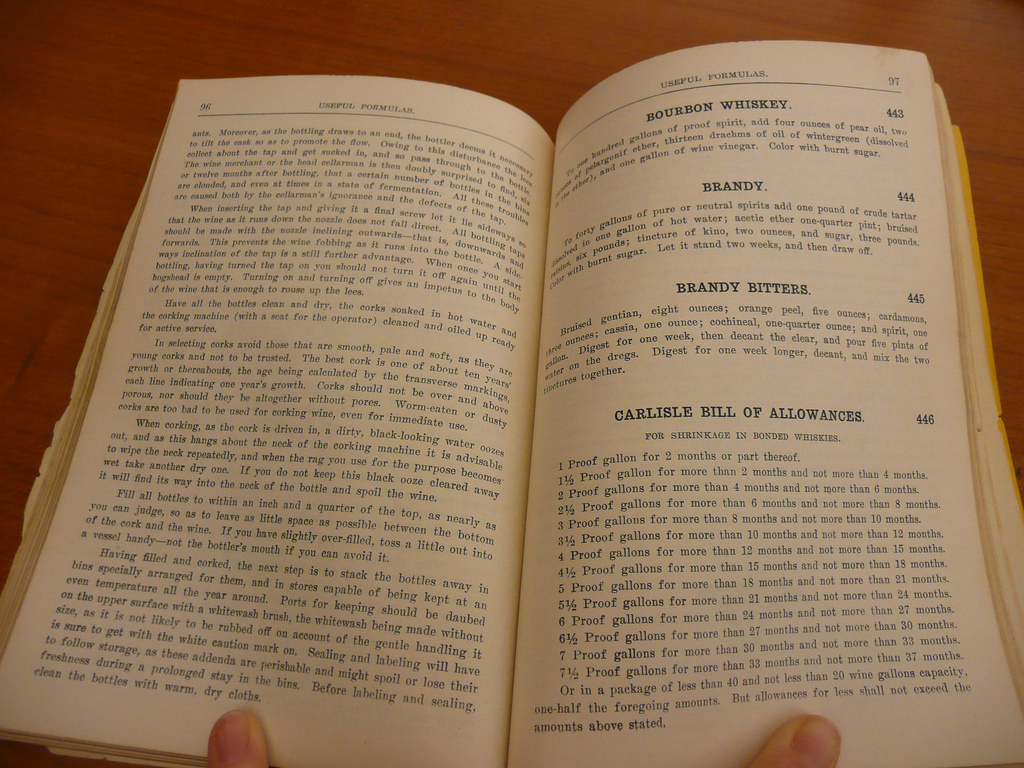 96
USEFUL FORMULAS.
ants. Moreover, as the bottling draws to an end, the bottler deems it necessary
to tilt the cask so as to promote the flow. Owing to this disturbance the lees
collect about the tap and get sucked in, and so pass through to the bottle.
The wine merchant or the head cellarman is then doubly surprised to find, six
or twelve months after bottling, that a certain number of bottles in the bins
are clouded, and even at times in a state of fermentation. All these troubles
are caused both by the cellarman's ignorance and the defects of the tap.
When inserting the tap and giving it a final screw let it lie sideways so
that the wine as it runs down the nozzle does not fall direct. All bottling taps
should be made with the nozzle inclining outwards—that is, downwards and
forwards. This prevents the wine fobbing as it runs into the bottle. A side-
ways inclination of the tap is a still further advantage. When once you start
bottling, having turned the tap on you should not turn it off again until the
hogshead is empty. Turning on and turning off gives an impetus to the body
of the wine that is enough to rouse up the lees.
Have all the bottles clean and dry, the corks soaked in hot water and
the corking machine (with a seat for the operator) cleaned and oiled up ready
for active service.
In selecting corks avoid those that are smooth, pale and soft, as they are
young corks and not to be trusted. The best cork is one of about ten years'
growth or thereabouts, the age being calculated by the transverse markings,
each line indicating one year's growth. Corks should not be over and above
porous, nor should they be altogether without pores. Worm-eaten or dusty
corks are too bad to be used for corking wine, even for immediate use.
When corking, as the cork is driven in, a dirty, black-looking water oozes
out, and as this hangs about the neck of the corking machine it is advisable
to wipe the neck repeatedly, and when the rag you use for the purpose becomes
wet take another dry one. If you do not keep this black ooze cleared away
it will find its way into the neck of the bottle and spoil the wine.
Fill all bottles to within an inch and a quarter of the top, as nearly as
you can judge, so as to leave as little space as possible between the bottom
of the cork and the wine. If you have slightly over-filled, toss a little out into
a vessel handy—not the bottler's mouth if you can avoid it.
Having filled and corked, the next step is to stack the bottles away in
bins specially arranged for them, and in stores capable of being kept at an
even temperature all the year around. Ports for keeping should be daubed
on the upper surface with a whitewash brush, the whitewash being made without
size, as it is not likely to be rubbed off on account of the gentle handling it
is sure to get with the white caution mark on. Sealing and labeling will have
to follow storage, as these addenda are perishable and might spoil or lose their
freshness during a prolonged stay in the bins. Before labeling and sealing,
clean the bottles with warm, dry cloths.
USEFUL FORMULAS.
97
BOURBON WHISKEY.
443
To one hundred gallons of proof spirit, add four ounces of pear oil, two
ounces of pelargonif ether, thirteen drachms of oil of wintergreen (dissolved
in the ether), and one gallon of wine vinegar. Color with burnt sugar.
BRANDY.
444
To forty gallons of pure or neutral spirits add one pound of crude tartar
dissolved in one gallon of hot water; acetic ether one-quarter pint; bruised
raisins, six pounds; tincture of kino, two ounces, and sugar, three pounds.
Color with burnt sugar. Let it stand two weeks, and then draw off.
BRANDY BITTERS.
445
Bruised gentian, eight ounces; orange peel, five ounces; cardamons,
three ounces; cassia, one ounce; cochineal, one-quarter ounce; and spirit, one
gallon. Digest for one week, then decant the clear, and pour five pints of
water on the dregs. Digest for one week longer, decant, and mix the two
tinctures together.
CARLISLE BILL OF ALLOWANCES.
446
FOR SHRINKAGE IN BONDED WHISKIES.
1 Proof gallon for 2 months or part thereof.
1½ Proof gallon for more than 2 months and not more than 4 months.
2 Proof gallons for more than 4 months and not more than 6 months.
2½ Proof gallons for more than 6 months and not more than 8 months.
3 Proof gallons for more than 8 months and not more than 10 months.
3½ Proof gallons for more than 10 months and not more than 12 months.
4 Proof gallons for more than 12 months and not more than 15 months.
4½ Proof gallons for more than 15 months and not more than 18 months.
5 Proof gallons for more than 18 months and not more than 21 months.
5½ Proof gallons for more than 21 months and not more than 24 months.
6 Proof gallons for more than 24 months and not more than 27 months.
6½ Proof gallons for more than 27 months and not more than 30 months.
7 Proof gallons for more than 30 months and not more than 33 months.
7½ Proof gallons for more than 33 months and not more than 37 months.
Or in a package of less than 40 and not less than 20 wine gallons capacity,
one-half the foregoing amounts. But allowances for less shall not exceed the
amounts above stated.